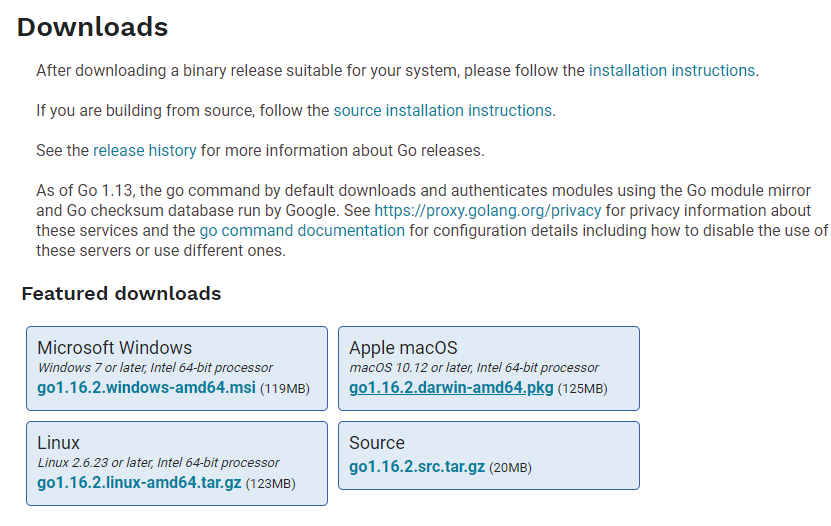 Downloads
After downloading a binary release suitable for your system, please follow the installation instructions.
If you are building from source, follow the source installation instructions.
See the release history for more information about Go releases.
As of Go 1.13, the go command by default downloads and authenticates modules using the Go module mirror
and Go checksum database run by Google. See https://proxy.golang.org/privacy for privacy information about
these services and the go command documentation for configuration details including how to disable the use of
these servers or use different ones.
Featured downloads
Microsoft Windows
Windows 7 or later, Intel 64-bit processor
go1.16.2.windows-amd64.msi (119MB)
Apple macOS
macOS 10.12 or later, Intel 64-bit processor
go1.16.2.darwin-amd64.pkg (125MB)
Linux
Linux 2.6.23 or later, Intel 64-bit processor
go1.16.2.linux-amd64.tar.gz (123MB)
Source
go1.16.2.src.tar.gz (20MB)